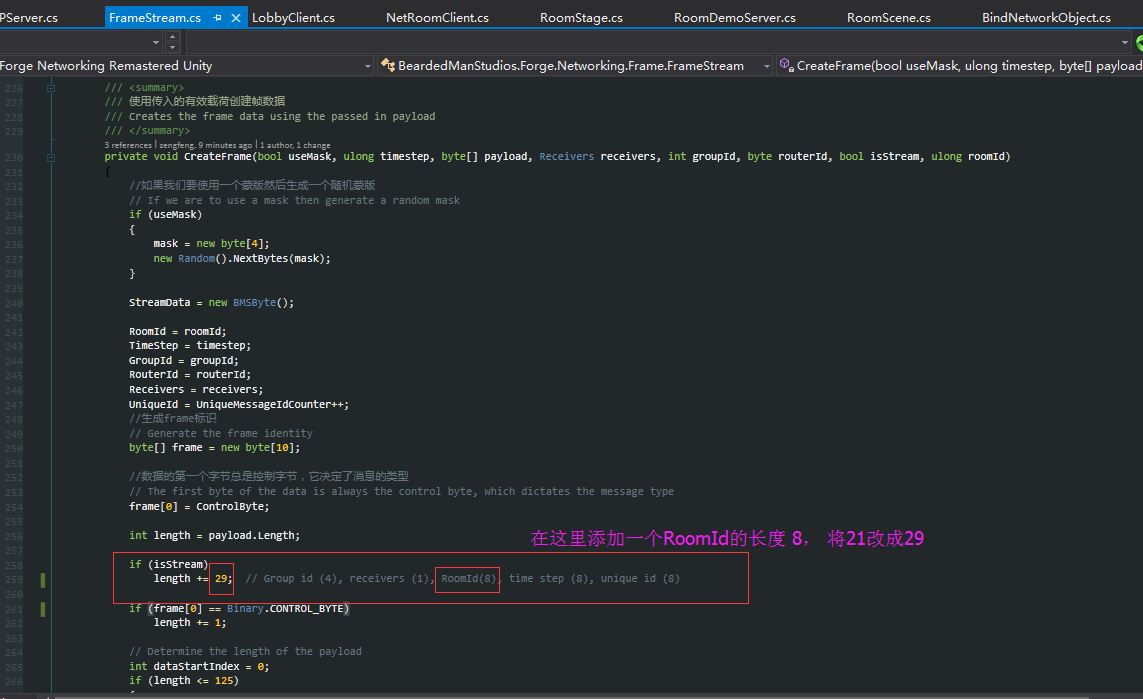 PServer.cs FrameStream.cs LobbyClient.cs NetRoomClient.cs RoomStage.cs RoomDemoServer.cs RoomScene.cs BindNetworkObject.cs
Forge Networking Remastered Unity BeardedManStudios.Forge.Networking.Frame.FrameStream CreateFrame(bool useMask, ulong timestep, byte[] payload
226 /// <summary>
227 /// 使用传入的有效载荷创建帧数据
228 /// Creates the frame data using the passed in payload
229 /// </summary>
3 references | zengfeng, 9 minutes ago | 1 author, 1 change
230 private void CreateFrame(bool useMask, ulong timestep, byte[] payload, Receivers receivers, int groupId, byte routerId, bool isStream, ulong roomId)
231 {
232 //如果我们要使用一个蒙版然后生成一个随机蒙版
233 // If we are to use a mask then generate a random mask
234 if (useMask)
235 {
236 mask = new byte[4];
237 new Random().NextBytes(mask);
238 }
239
240 StreamData = new BMSByte();
241
242 RoomId = roomId;
243 TimeStep = timestep;
244 GroupId = groupId;
245 RouterId = routerId;
246 Receivers = receivers;
247 UniqueId = UniqueMessageIdCounter++;
248 //生成frame标识
249 // Generate the frame identity
250 byte[] frame = new byte[10];
251
252 //数据的第一个字节总是控制字节，它决定了消息的类型
253 // The first byte of the data is always the control byte, which dictates the message type
254 frame[0] = ControlByte;
255
256 int length = payload.Length;
在这里添加一个RoomId的长度 8， 将21改成29
257
258 if (isStream)
259 length += 29; // Group id (4), receivers (1), RoomId(8), time step (8), unique id (8)
260
261 if (frame[0] == Binary.CONTROL_BYTE)
262 length += 1;
263
264 // Determine the length of the payload
265 int dataStartIndex = 0;
266 if (length <= 125)